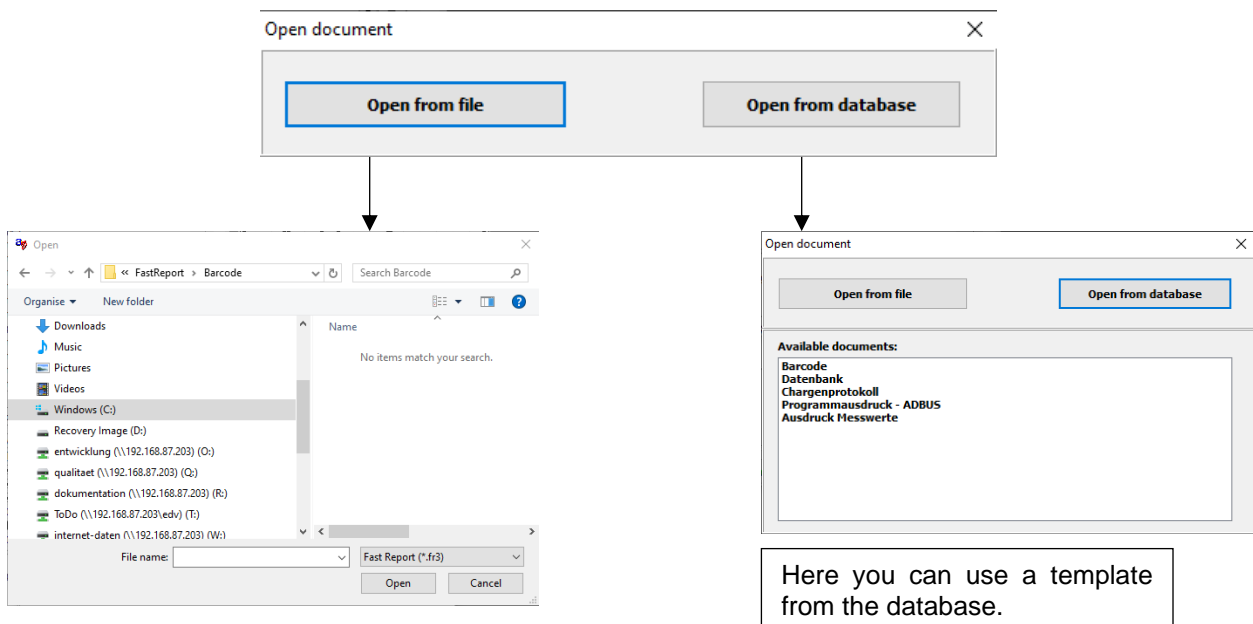 Open document
Open from file
Open from database
Open
« FastReport › Barcode
Search Barcode
Organise
New folder
Downloads
Music
Pictures
Videos
Windows (C:)
Recovery Image (D:)
entwicklung (\\192.168.87.203) (O:)
qualitaet (\\192.168.87.203) (Q:)
dokumentation (\\192.168.87.203) (R:)
ToDo (\\192.168.87.203\edv) (T:)
internet-daten (\\192.168.87.203) (W:)
Name
No items match your search.
File name:
Fast Report (*.fr3)
Open
Cancel
Open document
Open from file
Open from database
Available documents:
Barcode
Datenbank
Chargenprotokoll
Programmausdruck - ADBUS
Ausdruck Messwerte
Here you can use a template
from the database.